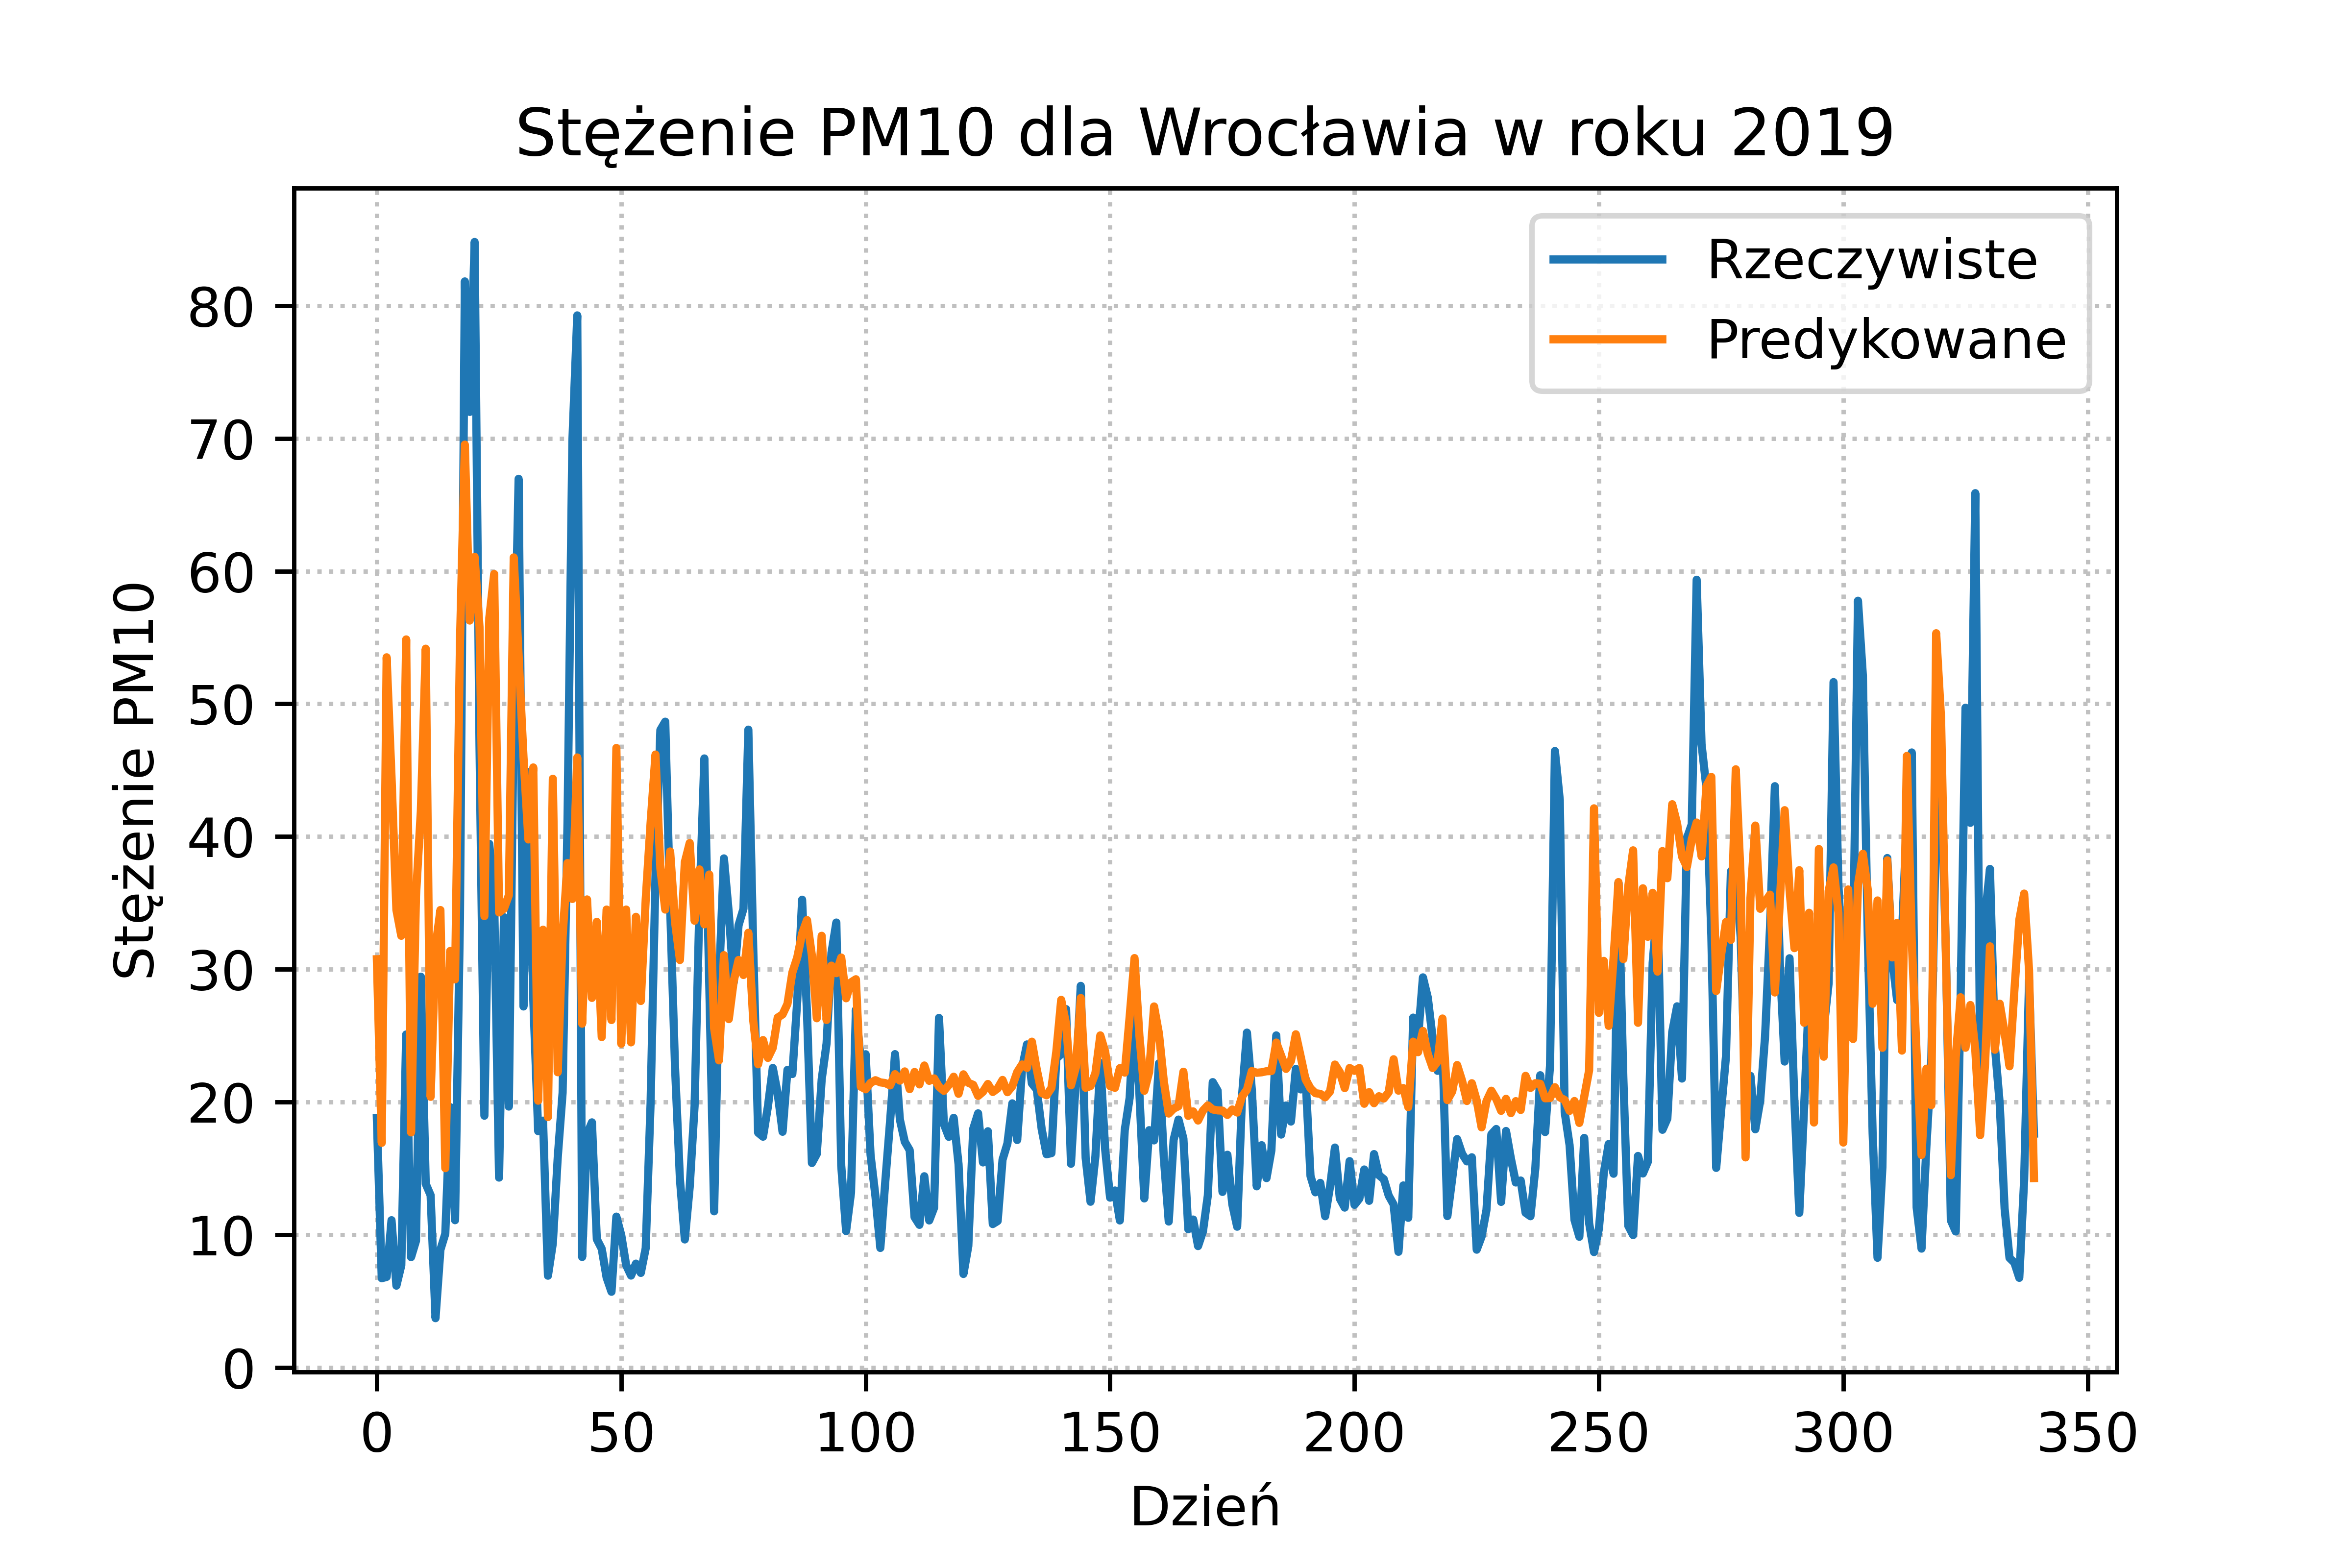 Stężenie PM10 dla Wrocławia w roku 2019
Rzeczywiste
Predykowane
Stężenie PM10
80
70
60
50
40
30
20
10
0
0 50 100 150 200 250 300 350
Dzień